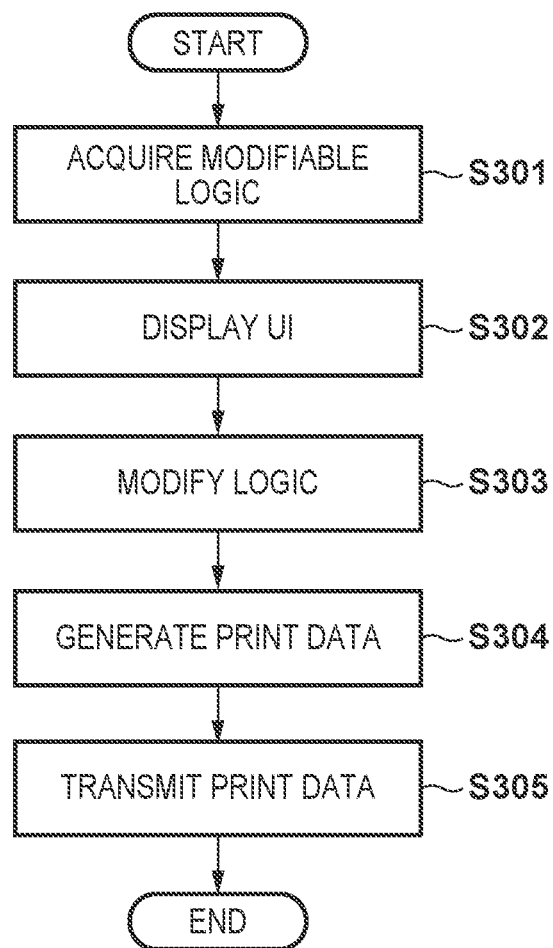 START
ACQUIRE MODIFIABLE
LOGIC
S301
DISPLAY UI
S302
MODIFY LOGIC
S303
GENERATE PRINT DATA
S304
TRANSMIT PRINT DATA
S305
END